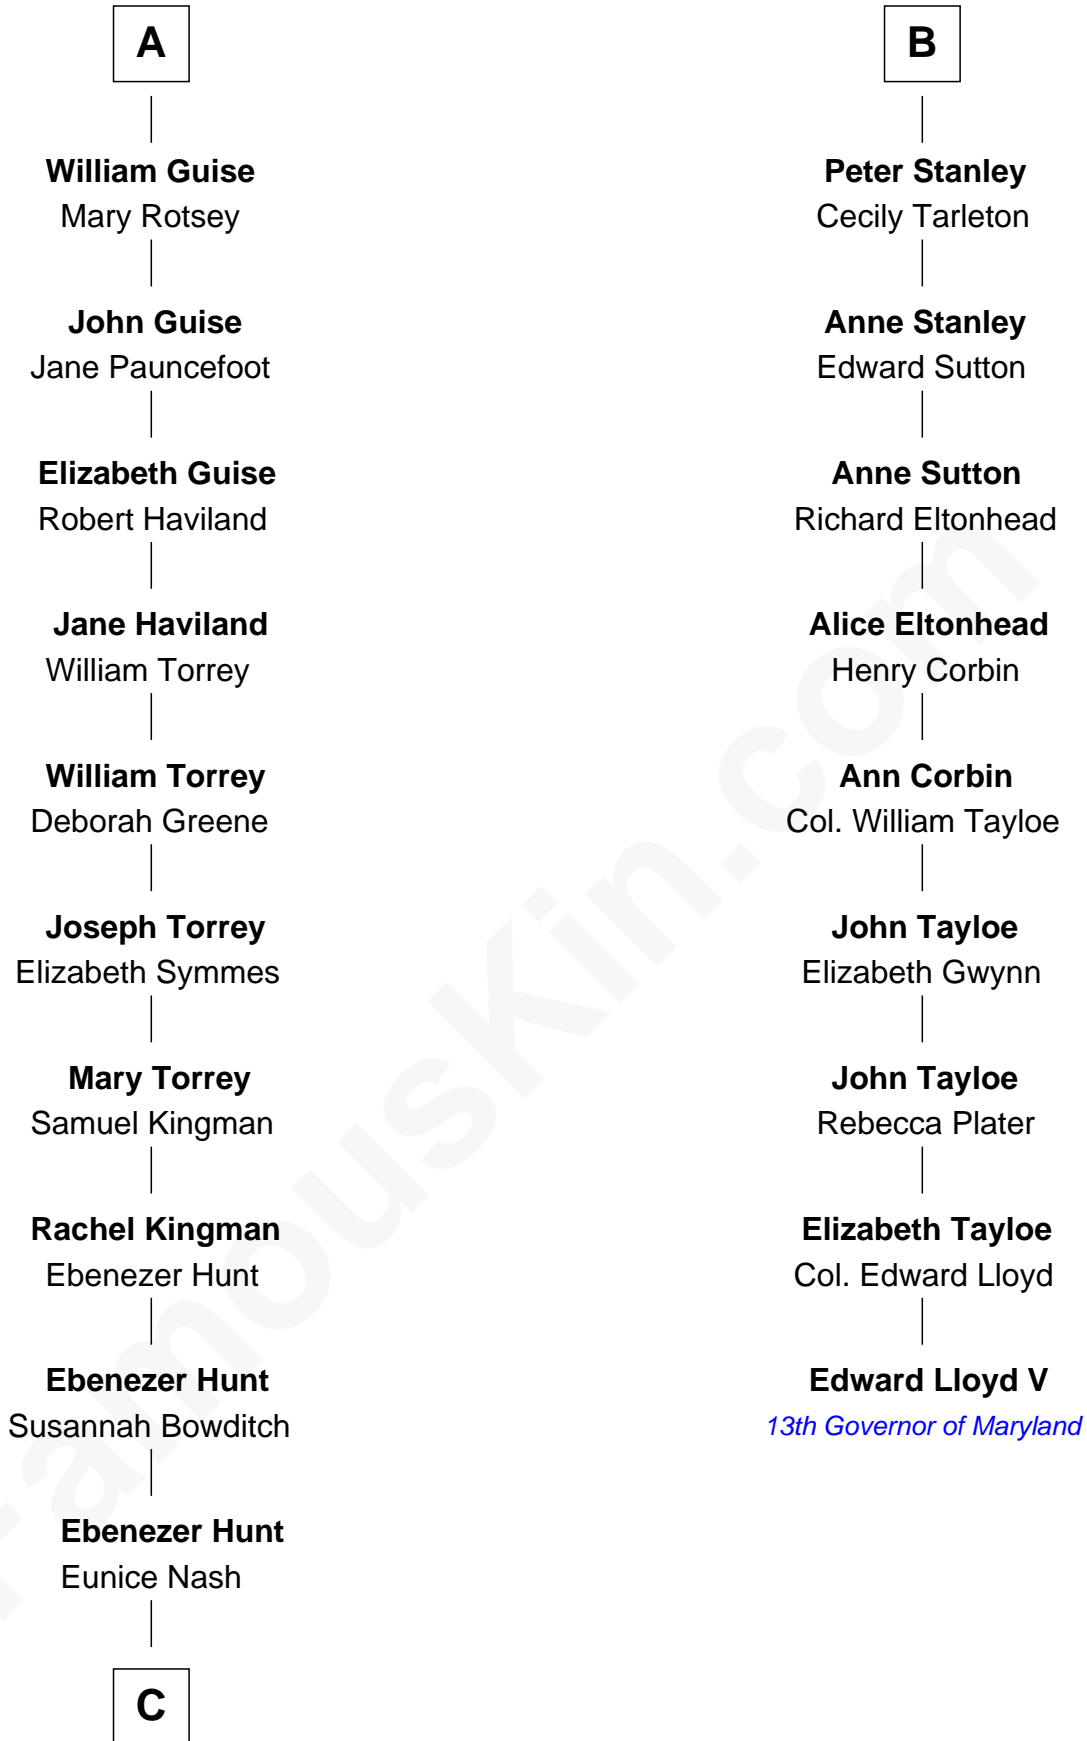 A
William Guise
Mary Rotsey
John Guise
Jane Pauncefoot
Elizabeth Guise
Robert Haviland
Jane Haviland
William Torrey
William Torrey
Deborah Greene
Joseph Torrey
Elizabeth Symmes
Mary Torrey
Samuel Kingman
Rachel Kingman
Ebenezer Hunt
Ebenezer Hunt
Susannah Bowditch
Ebenezer Hunt
Eunice Nash
C
B
Peter Stanley
Cecily Tarleton
Anne Stanley
Edward Sutton
Anne Sutton
Richard Eltonhead
Alice Eltonhead
Henry Corbin
Ann Corbin
Col. William Tayloe
John Tayloe
Elizabeth Gwynn
John Tayloe
Rebecca Plater
Elizabeth Tayloe
Col. Edward Lloyd
Edward Lloyd V
13th Governor of Maryland
FamousKin.com